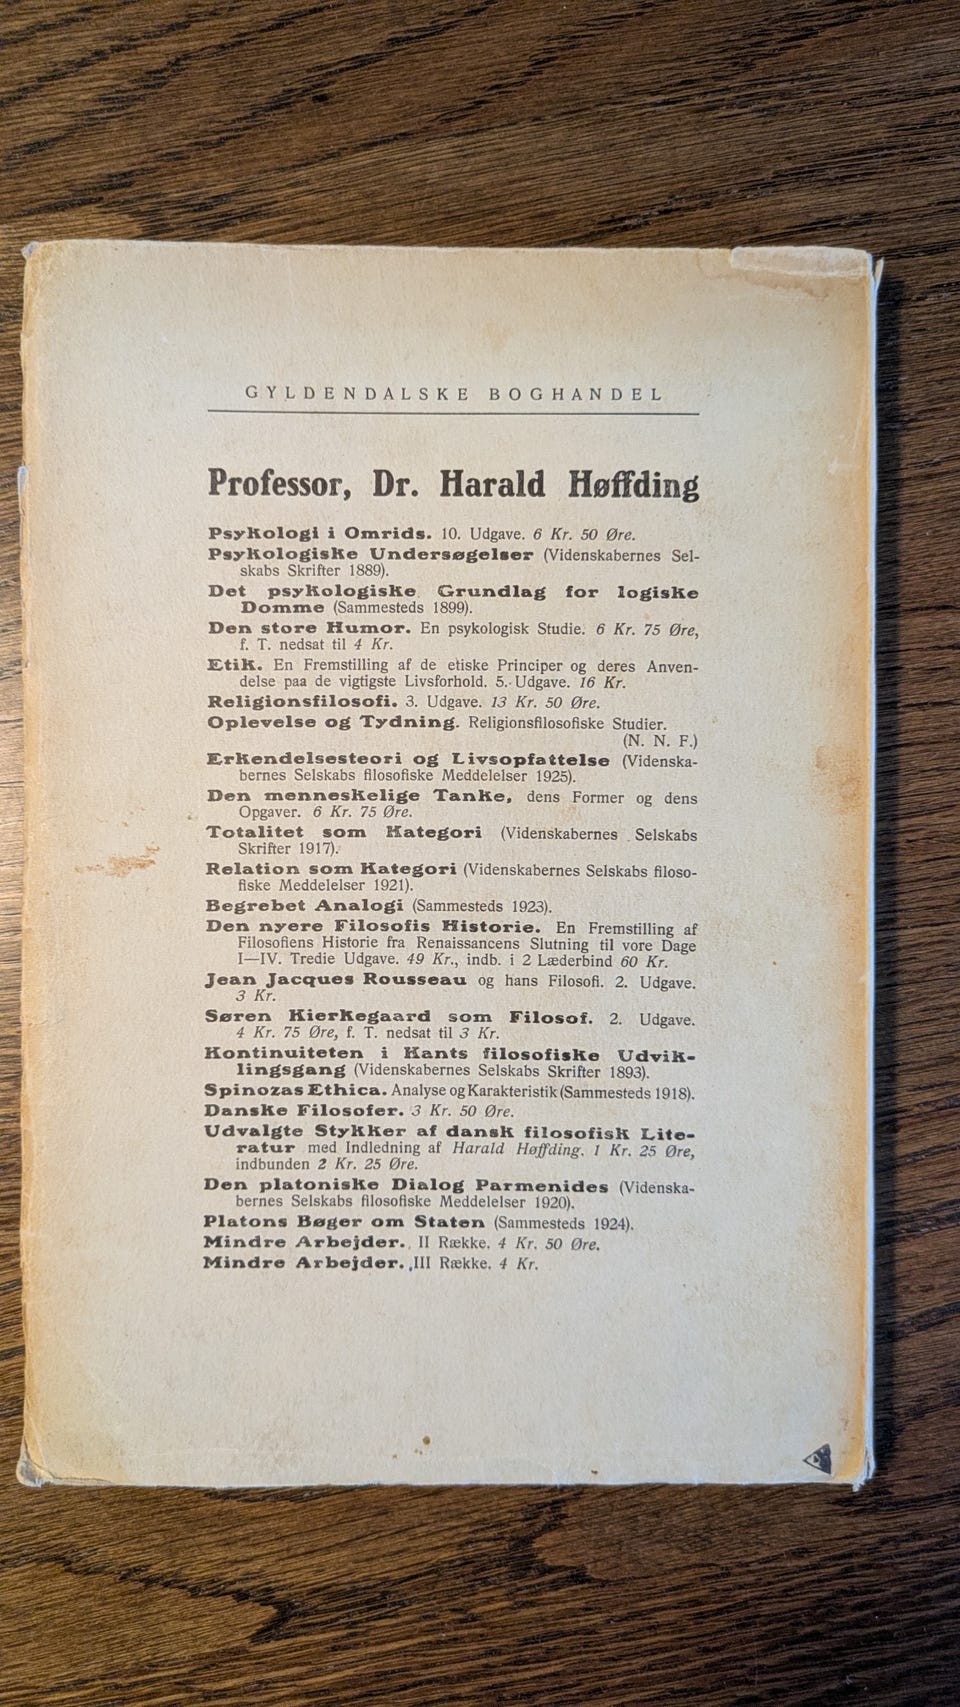 GYLDENDALSKE BOGHANDEL
Professor, Dr. Harald Høffding
Psykologi i Omrids. 10. Udgave. 6 Kr. 50 Øre.
Psykologiske Undersøgelser (Videnskabernes Sel-
skabs Skrifter 1889).
Det psykologiske Grundlag for logiske
Domme (Sammesteds 1899).
Den store Humor. En psykologisk Studie. 6 Kr. 75 Øre,
f. T. nedsat til 4 Kr.
Etik. En Fremstilling af de etiske Principer og deres Anven-
delse paa de vigtigste Livsforhold. 5. Udgave. 16 Kr.
Religionsfilosofi. 3. Udgave. 13 Kr. 50 Øre.
Oplevelse og Tydning. Religionsfilosofiske Studier.
(N. N. F.)
Erkendelsesteori og Livsopfattelse (Videnska-
bernes Selskabs filosofiske Meddelelser 1925).
Den menneskelige Tanke, dens Former og dens
Opgaver. 6 Kr. 75 Øre.
Totalitet som Kategori (Videnskabernes Selskabs
Skrifter 1917).
Relation som Kategori (Videnskabernes Selskabs filoso-
fiske Meddelelser 1921).
Begrebet Analogi (Sammesteds 1923).
Den nyere Filosofis Historie. En Fremstilling af
Filosofiens Historie fra Renaissancens Slutning til vore Dage
I—IV. Tredie Udgave. 49 Kr., indb. i 2 Læderbind 60 Kr.
Jean Jacques Rousseau og hans Filosofi. 2. Udgave.
3 Kr.
Søren Kierkegaard som Filosof. 2. Udgave.
4 Kr. 75 Øre, f. T. nedsat til 3 Kr.
Kontinuiteten i Kants filosofiske Udvik-
lingsgang (Videnskabernes Selskabs Skrifter 1893).
Spinozas Ethica. Analyse og Karakteristik (Sammesteds 1918).
Danske Filosofer. 3 Kr. 50 Øre.
Udvalgte Stykker af dansk filosofisk Lite-
ratur med Indledning af Harald Høffding. 1 Kr. 25 Øre,
indbunden 2 Kr. 25 Øre.
Den platoniske Dialog Parmenides (Videnska-
bernes Selskabs filosofiske Meddelelser 1920).
Platons Bøger om Staten (Sammesteds 1924).
Mindre Arbejder. II Række. 4 Kr. 50 Øre.
Mindre Arbejder. III Række. 4 Kr.